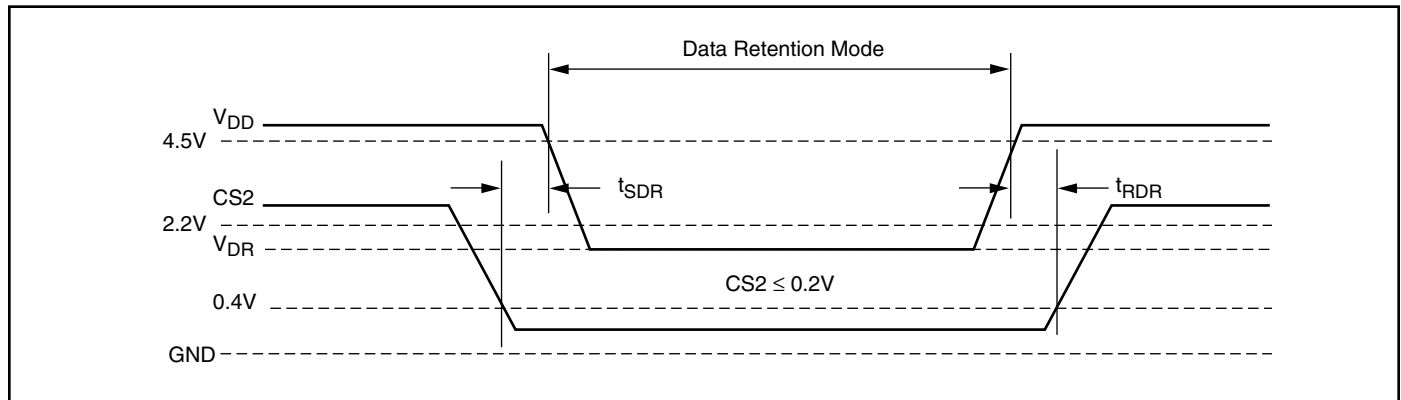 Data Retention Mode
VDD
4.5V
tSDR
tRDR
CS2
2.2V
VDR
CS2 ≤ 0.2V
0.4V
GND